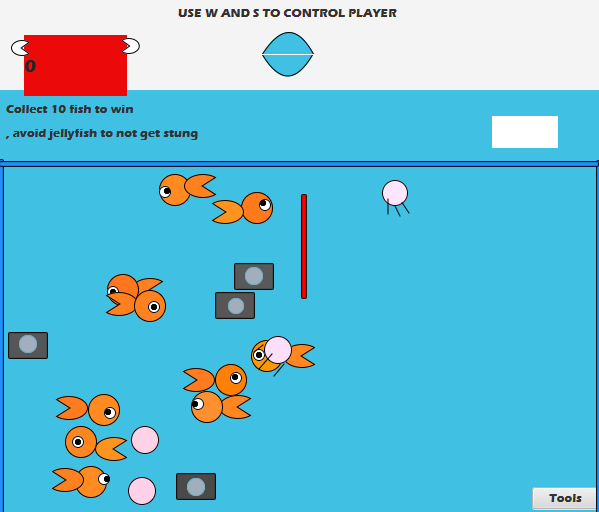 USE W AND S TO CONTROL PLAYER
0
Collect 10 fish to win
, avoid jellyfish to not get stung
Tools